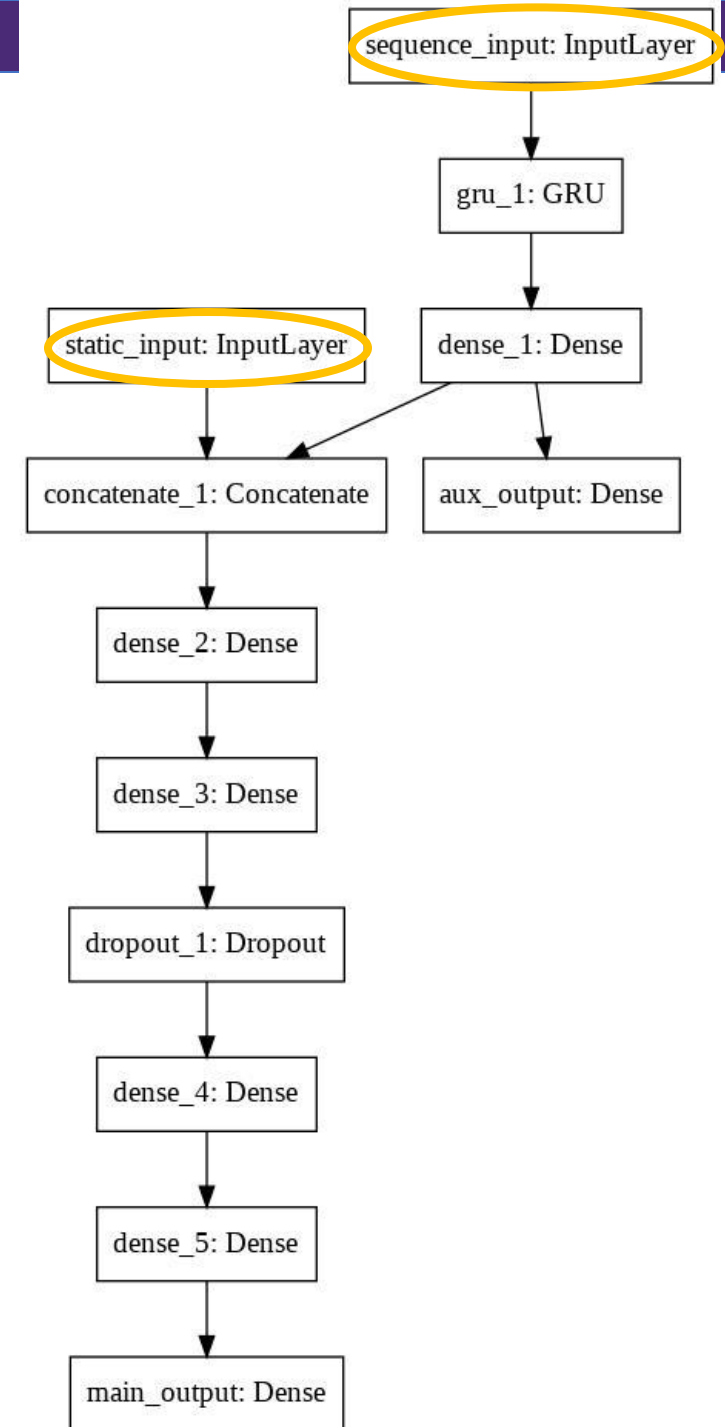 sequence_input: InputLayer
gru_1: GRU
static_input: InputLayer
dense_1: Dense
concatenate_1: Concatenate
aux_output: Dense
dense_2: Dense
dense_3: Dense
dropout_1: Dropout
dense_4: Dense
dense_5: Dense
main_output: Dense